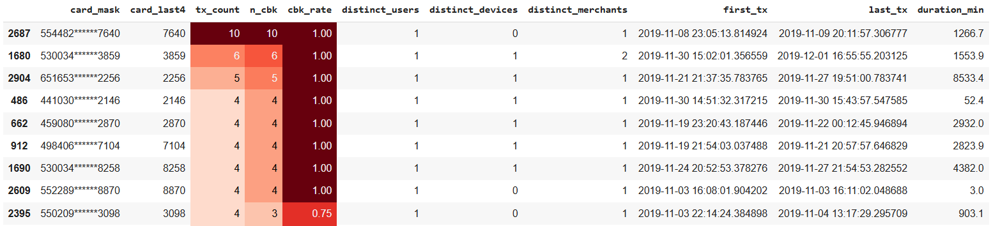 card_mask card_last4 tx_count n_cbk cbk_rate distinct_users distinct_devices distinct_merchants first_tx last_tx duration_min
2687 554482******7640 7640 10 10 1.00 1 0 1 2019-11-08 23:05:13.814924 2019-11-09 20:11:57.306777 1266.7
1680 530034******3859 3859 6 6 1.00 1 1 2 2019-11-30 15:02:01.356559 2019-12-01 16:55:55.203125 1553.9
2904 651653******2256 2256 5 5 1.00 1 1 1 2019-11-21 21:37:35.783765 2019-11-27 19:51:00.783741 8533.4
486 441030******2146 2146 4 4 1.00 1 1 1 2019-11-30 14:51:32.317215 2019-11-30 15:43:57.547585 52.4
662 459080******2870 2870 4 4 1.00 1 1 1 2019-11-19 23:20:43.187446 2019-11-22 00:12:45.946894 2932.0
912 498406******7104 7104 4 4 1.00 1 1 1 2019-11-19 21:54:03.037488 2019-11-21 20:57:57.646829 2823.9
1690 530034******8258 8258 4 4 1.00 1 1 1 2019-11-24 20:52:53.378276 2019-11-27 21:54:53.282552 4382.0
2609 552289******8870 8870 4 4 1.00 1 0 1 2019-11-03 16:08:01.904202 2019-11-03 16:11:02.048688 3.0
2395 550209******3098 3098 4 3 0.75 1 0 1 2019-11-03 22:14:24.384898 2019-11-04 13:17:29.295709 903.1